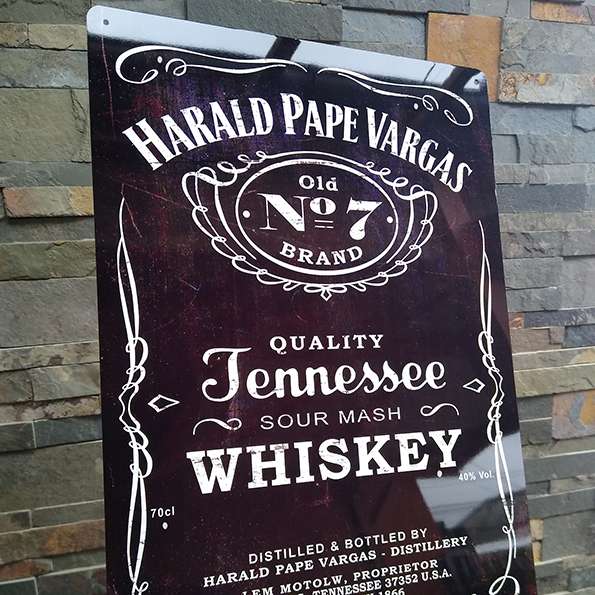 HARALD PAPE VARGAS
Old
No 7
BRAND
QUALITY
Tennessee
SOUR MASH
WHISKEY
40% Vol.
70cl
DISTILLED & BOTTLED BY
HARALD PAPE VARGAS - DISTILLERY
LEM MOTOLW, PROPRIETOR
TENNESSEE 37352 U.S.A.
1866